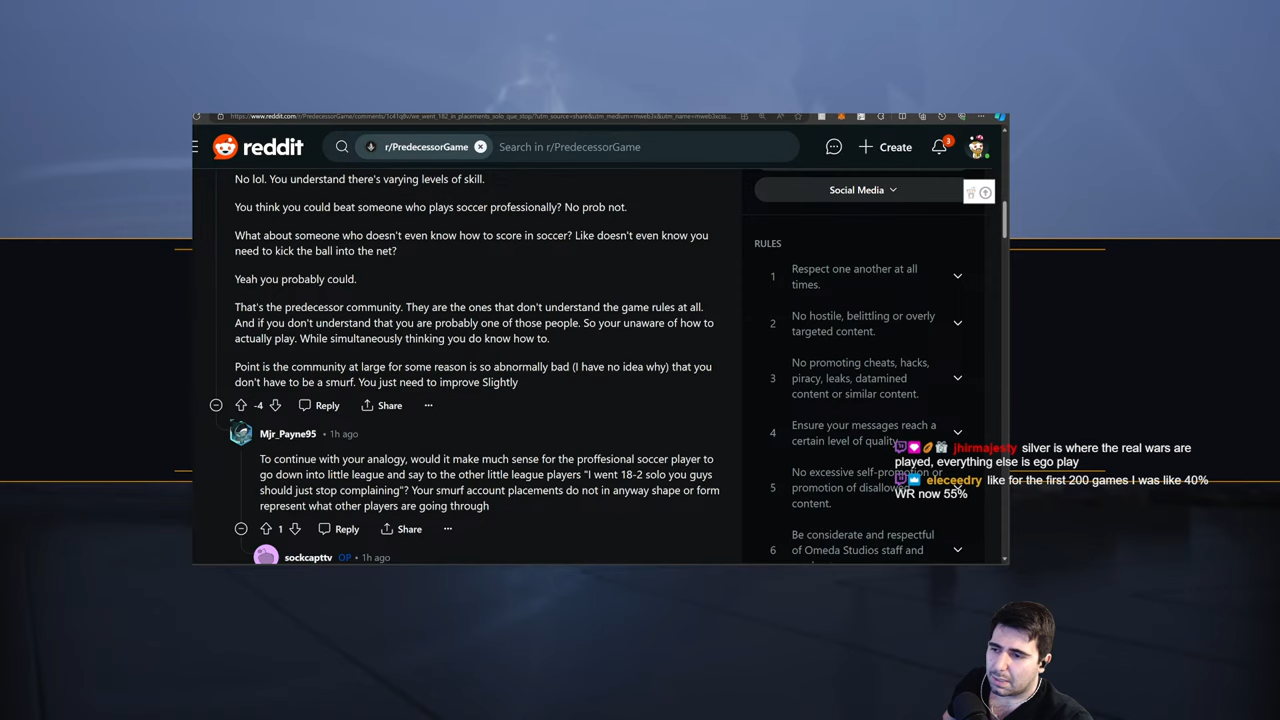 https://www.reddit.com/r/PredecessorGame/comments/
reddit
r/PredecessorGame
Search in r/PredecessorGame
Create
3
No lol. You understand there's varying levels of skill.
You think you could beat someone who plays soccer professionally? No prob not.
What about someone who doesn't even know how to score in soccer? Like doesn't even know you
need to kick the ball into the net?
Yeah you probably could.
That's the predecessor community. They are the ones that don't understand the game rules at all.
And if you don't understand that you are probably one of those people. So your unaware of how to
actually play. While simultaneously thinking you do know how to.
Point is the community at large for some reason is so abnormally bad (I have no idea why) that you
don't have to be a smurf. You just need to improve Slightly
-4
Reply
Share
Mjr_Payne95 • 1h ago
To continue with your analogy, would it make much sense for the proffesional soccer player to
go down into little league and say to the other little league players "I went 18-2 solo you guys
should just stop complaining"? Your smurf account placements do not in anyway shape or form
represent what other players are going through
1
Reply
Share
sockcapttv OP • 1h ago
Social Media
RULES
1 Respect one another at all
times.
2 No hostile, belittling or overly
targeted content.
3 No promoting cheats, hacks,
piracy, leaks, datamined
content or similar content.
4 Ensure your messages reach a
certain level of quality
5 No excessive self-promotion or
promotion of disallowed
content.
6 Be considerate and respectful
of Omeda Studios staff and
jhirmajesty silver is where the real wars are
played, everything else is ego play
eleceedry like for the first 200 games I was like 40%
WR now 55%